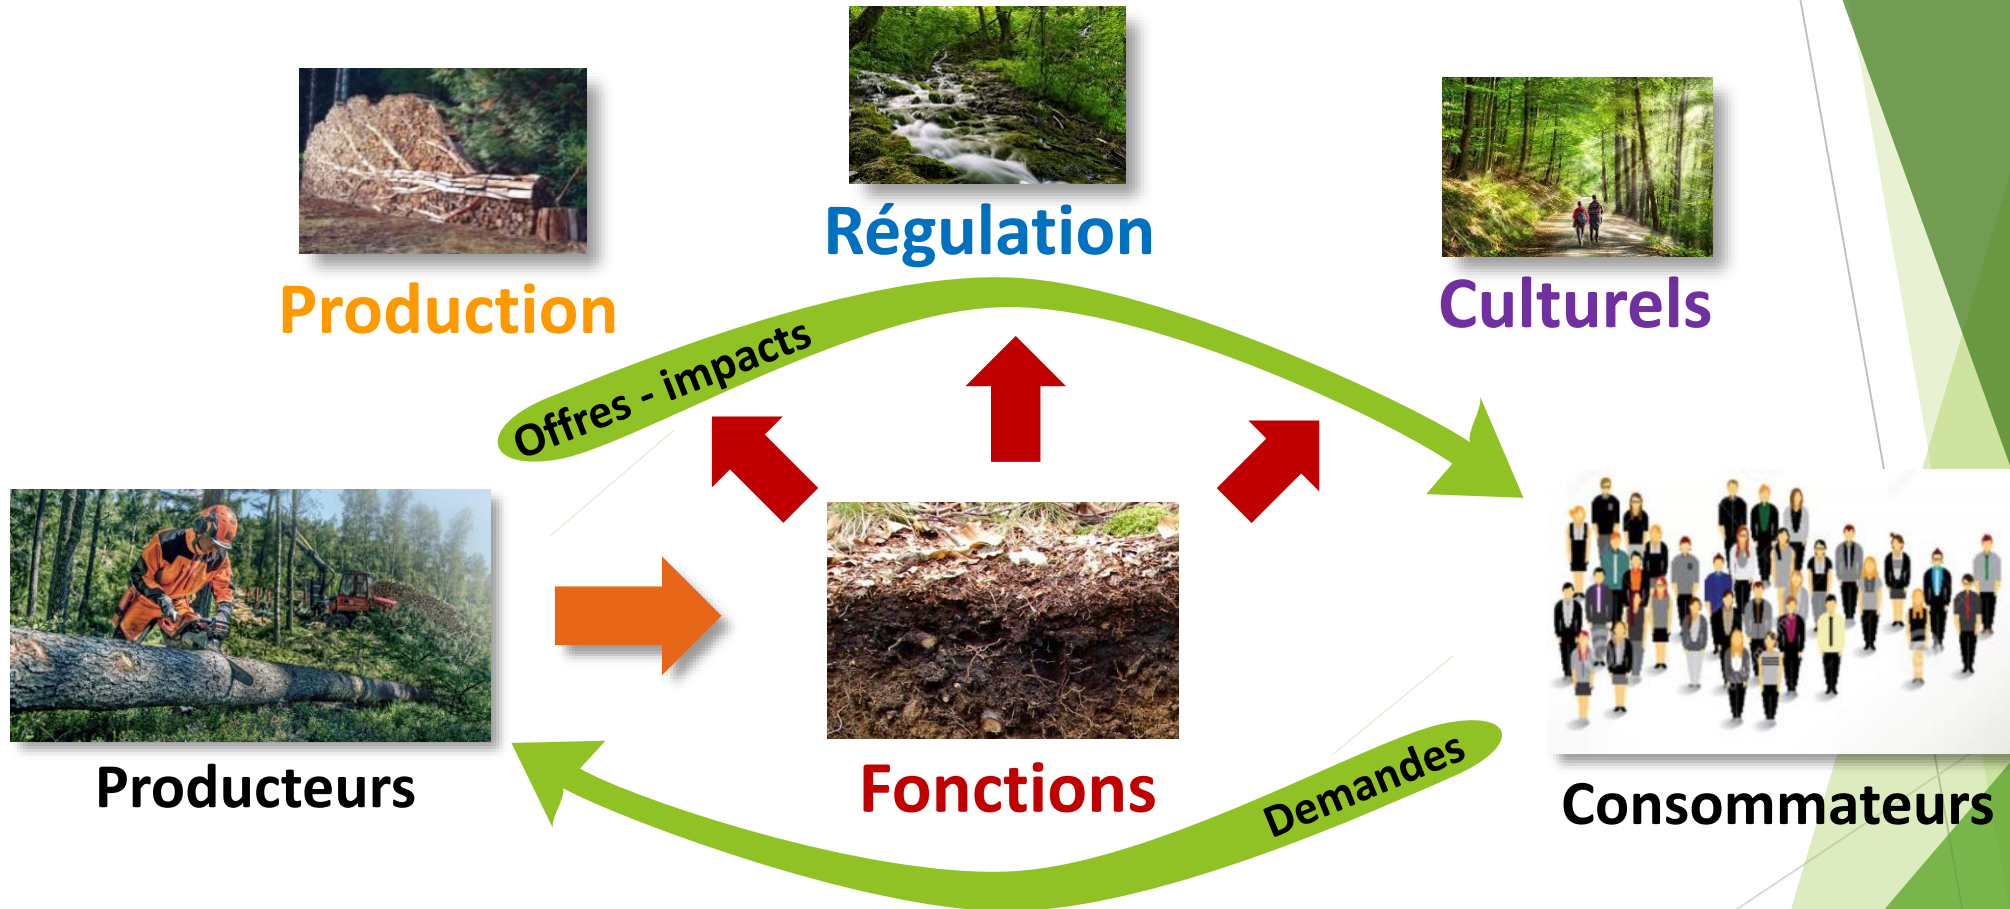 Régulation
Production
Culturels
Offres - impacts
Producteurs
Fonctions
Demandes
Consommateurs